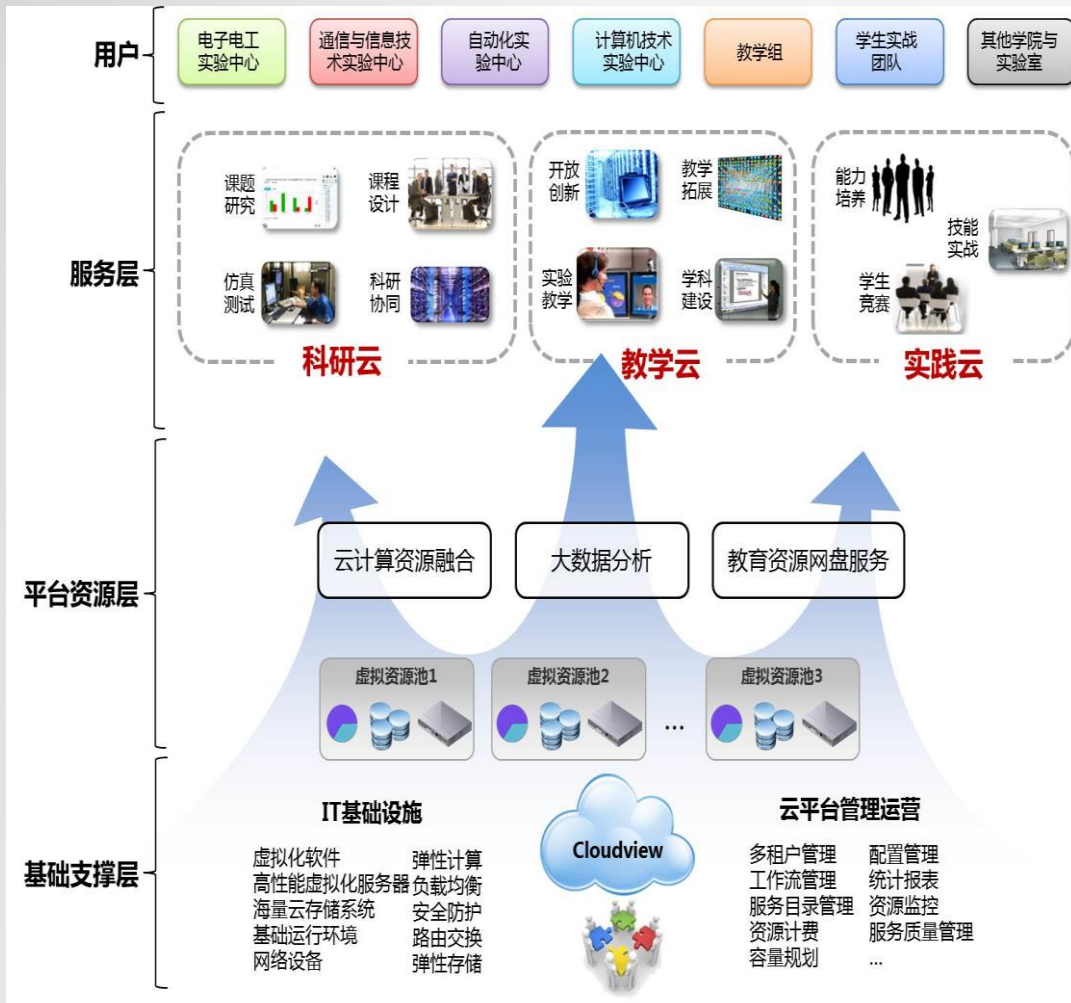 用户
电子电工
实验中心
通信与信息技
术实验中心
自动化实
验中心
计算机技术
实验中心
教学组
学生实战
团队
其他学院与
实验室
服务层
课题
研究
课程
设计
仿真
测试
科研
协同
科研云
开放
创新
教学
拓展
实验
教学
学科
建设
教学云
能力
培养
技能
实战
学生
竞赛
实践云
平台资源层
云计算资源融合
大数据分析
教育资源网盘服务
虚拟资源池1
虚拟资源池2
...
虚拟资源池3
基础支撑层
IT基础设施
虚拟化软件
高性能虚拟化服务器
海量云存储系统
基础运行环境
网络设备
弹性计算
负载均衡
安全防护
路由交换
弹性存储
Cloudview
云平台管理运营
多租户管理
工作流管理
服务目录管理
资源计费
容量规划
配置管理
统计报表
资源监控
服务质量管理
...